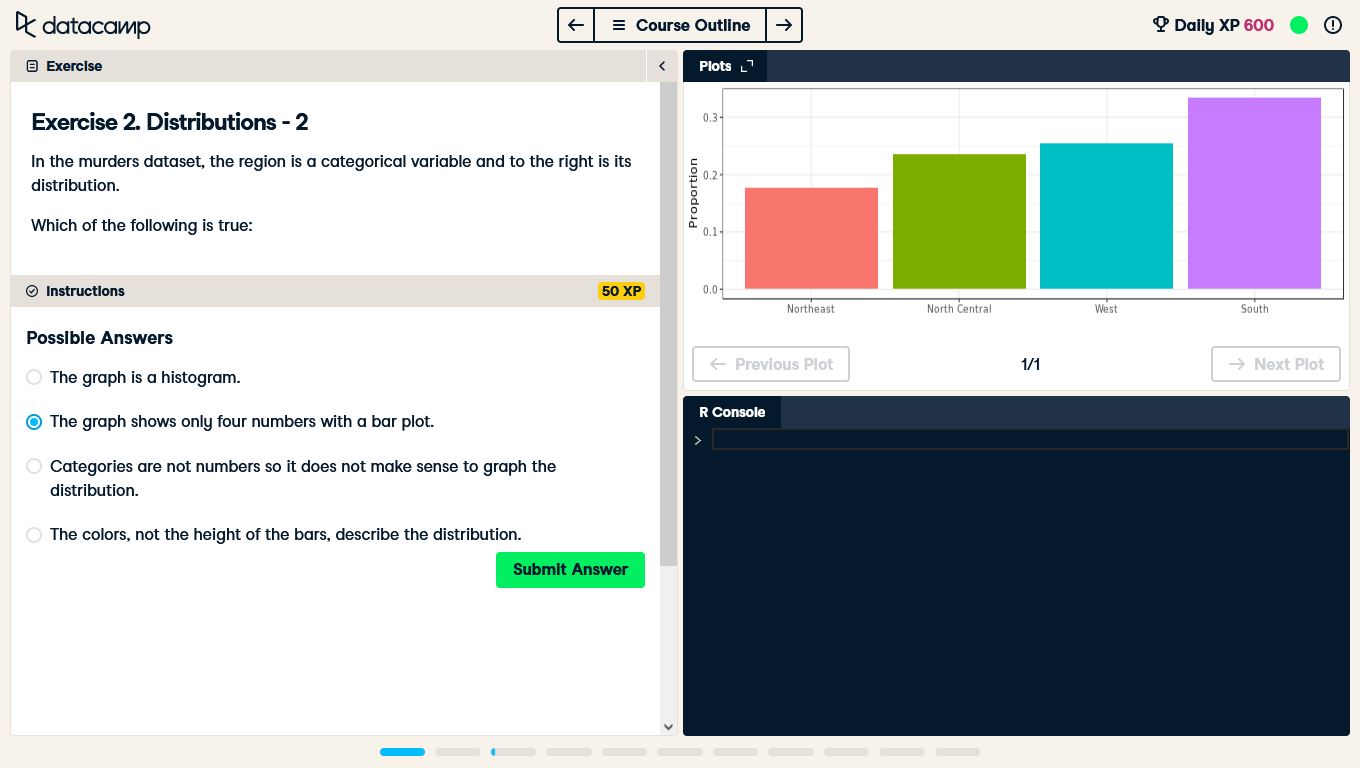 datacamp
Course Outline
Daily XP 600
Exercise
Exercise 2. Distributions - 2
In the murders dataset, the region is a categorical variable and to the right is its
distribution.
Which of the following is true:
Instructions
50 XP
Possible Answers
The graph is a histogram.
The graph shows only four numbers with a bar plot.
Categories are not numbers so it does not make sense to graph the
distribution.
The colors, not the height of the bars, describe the distribution.
Submit Answer
Plots
Proportion
0.3
0.2
0.1
0.0
Northeast
North Central
West
South
Previous Plot
1/1
Next Plot
R Console
>